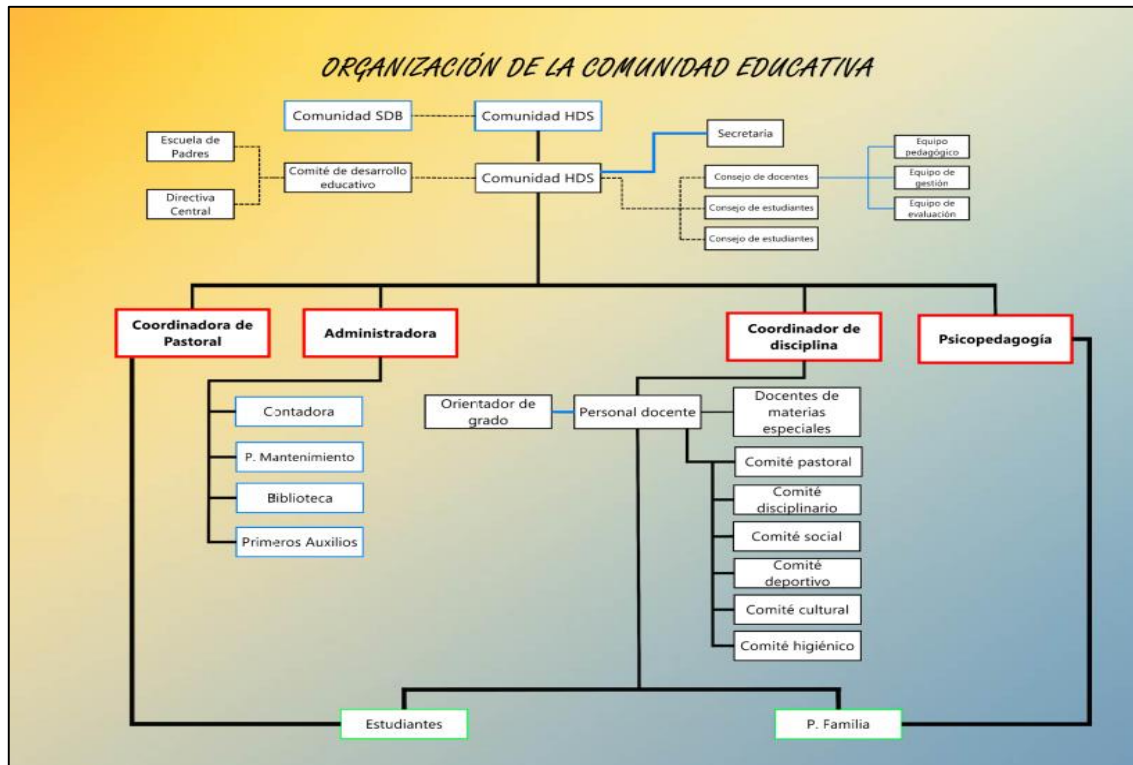 ORGANIZACIÓN DE LA COMUNIDAD EDUCATIVA
Comunidad SDB
Comunidad HDS
Secretaría
Escuela de
Padres
Directiva
Central
Comité de desarrollo
educativo
Comunidad HDS
Consejo de docentes
Consejo de estudiantes
Consejo de estudiantes
Equipo
pedagógico
Equipo de
gestión
Equipo de
evaluación
Coordinadora de
Pastoral
Administradora
Coordinador de
disciplina
Psicopedagogía
Contadora
P. Mantenimiento
Biblioteca
Primeros Auxilios
Orientador de
grado
Personal docente
Docentes de
materias
especiales
Comité pastoral
Comité
disciplinario
Comité social
Comité
deportivo
Comité cultural
Comité higiénico
Estudiantes
P. Familia